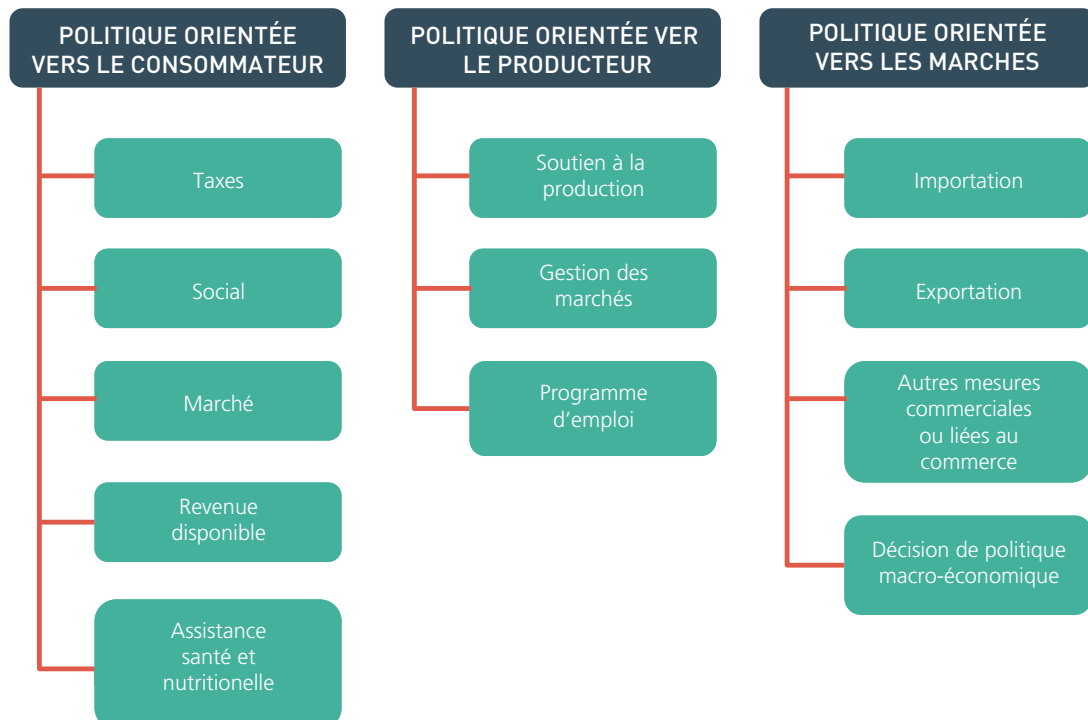 POLITIQUE ORIENTÉE
VERS LE CONSOMMATEUR
Taxes
Social
Marché
Revenue
disponible
Assistance
santé et
nutritionelle
POLITIQUE ORIENTÉE VER
LE PRODUCTEUR
Soutien à la
production
Gestion des
marchés
Programme
d'emploi
POLITIQUE ORIENTÉE
VERS LES MARCHES
Importation
Exportation
Autres mesures
commerciales
ou liées au
commerce
Décision de politique
macro-économique